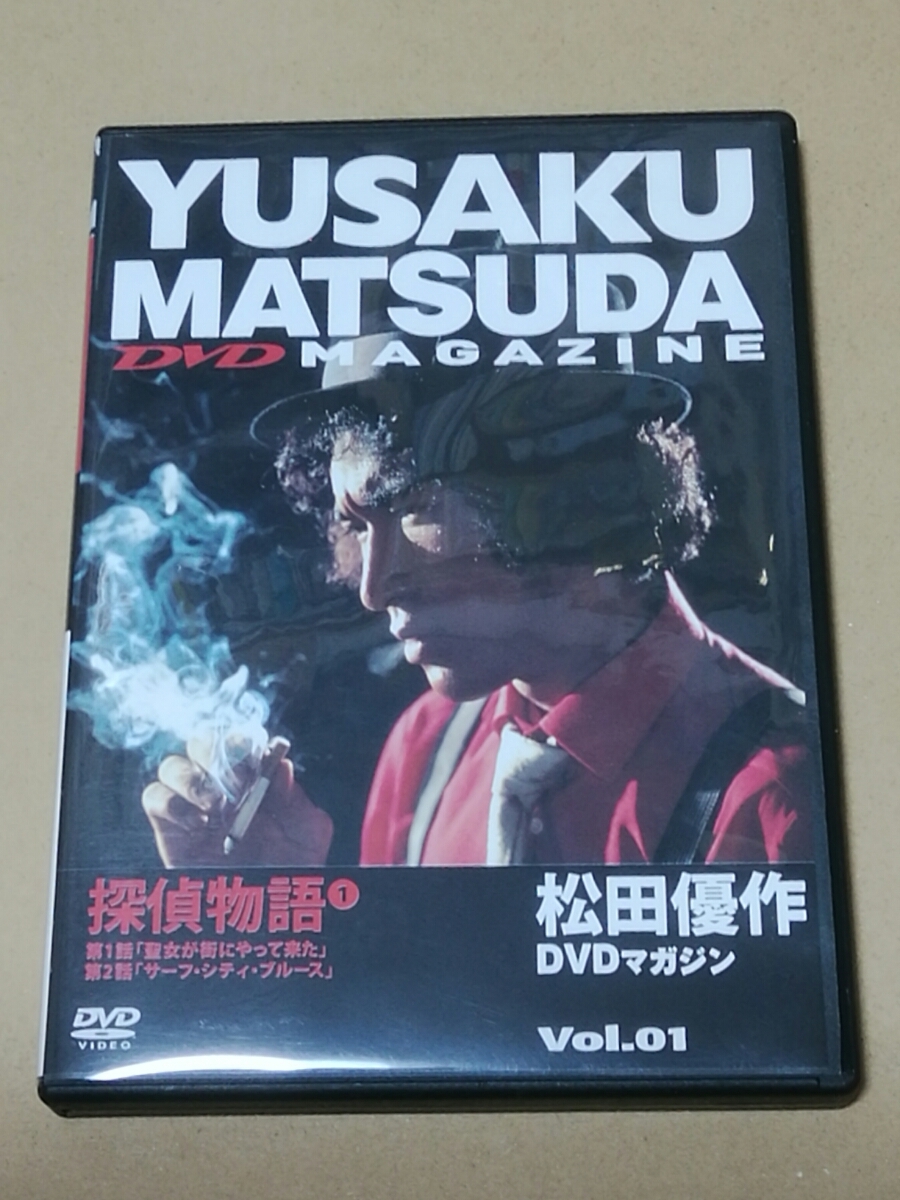 YUSAKU
MATSUDA
DVD MAGAZINE
探偵物語❶
第1話「聖女が街にやって来た」
第2話「サーフ・シティ・ブルース」
松田優作
DVDマガジン
DVD
VIDEO
Vol.01